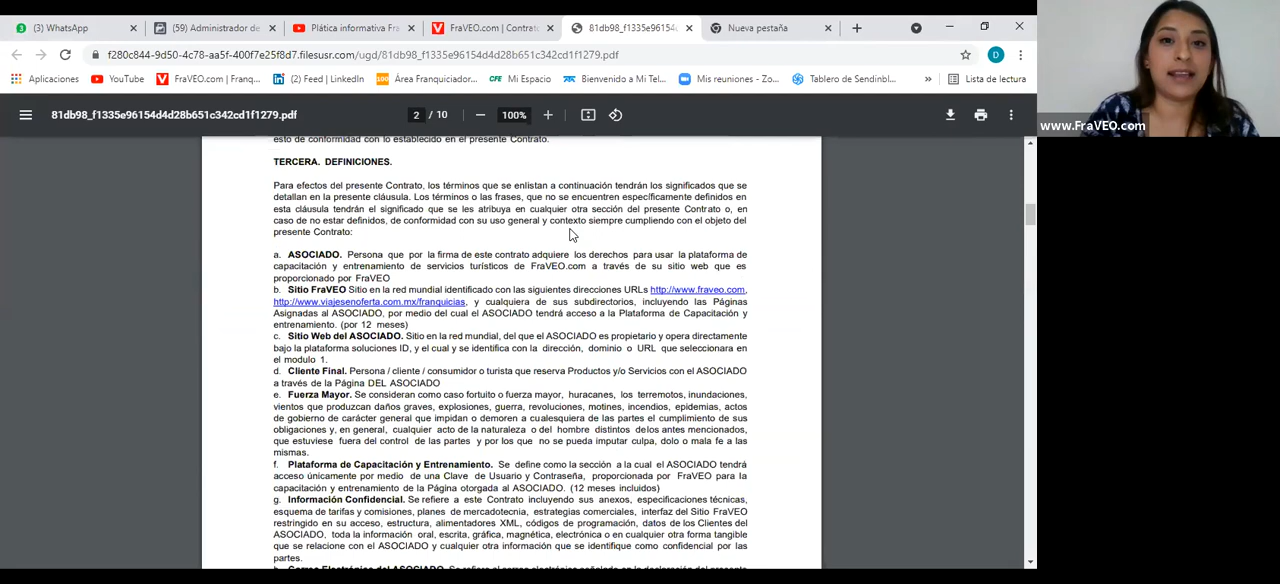 (3) WhatsApp
(59) Administrador de
Plática informativa Fra
FraVEO.com | Contrato
81db98_f1335e96154d
Nueva pestaña
f280c844-9d50-4c78-aa5f-400f7e25f8d7.filesusr.com/ugd/81db98_f1335e96154d4d28b651c342cd1f1279.pdf
D
Aplicaciones
YouTube
FraVEO.com | Franq...
(2) Feed | LinkedIn
Área Franquiciador...
CFE Mi Espacio
Bienvenido a Mi Tel...
Mis reuniones - Zo...
Tablero de Sendinbl...
»
Lista de lectura
81db98_f1335e96154d4d28b651c342cd1f1279.pdf
2 / 10
100%
www.FraVEO.com
esto de conformidad con lo establecido en el presente Contrato.
TERCERA. DEFINICIONES.
Para efectos del presente Contrato, los términos que se enlistan a continuación tendrán los significados que se
detallan en la presente cláusula. Los términos o las frases, que no se encuentren específicamente definidos en
esta cláusula tendrán el significado que se les atribuya en cualquier otra sección del presente Contrato o, en
caso de no estar definidos, de conformidad con su uso general y contexto siempre cumpliendo con el objeto del
presente Contrato:
a. ASOCIADO. Persona que por la firma de este contrato adquiere los derechos para usar la plataforma de
capacitación y entrenamiento de servicios turísticos de FraVEO.com a través de su sitio web que es
proporcionado por FraVEO
b. Sitio FraVEO Sitio en la red mundial identificado con las siguientes direcciones URLs http://www.fraveo.com,
http://www.viajesenoferta.com.mx/franquicias, y cualquiera de sus subdirectorios, incluyendo las Páginas
Asignadas al ASOCIADO, por medio del cual el ASOCIADO tendrá acceso a la Plataforma de Capacitación y
entrenamiento. (por 12 meses)
c. Sitio Web del ASOCIADO. Sitio en la red mundial, del que el ASOCIADO es propietario y opera directamente
bajo la plataforma soluciones ID, y el cual y se identifica con la dirección, dominio o URL que seleccionara en
el modulo 1.
d. Cliente Final. Persona / cliente / consumidor o turista que reserva Productos y/o Servicios con el ASOCIADO
a través de la Página DEL ASOCIADO
e. Fuerza Mayor. Se consideran como caso fortuito o fuerza mayor, huracanes, los terremotos, inundaciones,
vientos que produzcan daños graves, explosiones, guerra, revoluciones, motines, incendios, epidemias, actos
de gobierno de carácter general que impidan o demoren a cualesquiera de las partes el cumplimiento de sus
obligaciones y, en general, cualquier acto de la naturaleza o del hombre distintos delos antes mencionados,
que estuviese fuera del control de las partes y por los que no se pueda imputar culpa, dolo o mala fe a las
mismas.
f. Plataforma de Capacitación y Entrenamiento. Se define como la sección a la cual el ASOCIADO tendrá
acceso únicamente por medio de una Clave de Usuario y Contraseña, proporcionada por FraVEO para la
capacitación y entrenamiento de la Página otorgada al ASOCIADO. (12 meses incluidos)
g. Información Confidencial. Se refiere a este Contrato incluyendo sus anexos, especificaciones técnicas,
esquema de tarifas y comisiones, planes de mercadotecnia, estrategias comerciales, interfaz del Sitio FraVEO
restringido en su acceso, estructura, alimentadores XML, códigos de programación, datos de los Clientes del
ASOCIADO, toda la información oral, escrita, gráfica, magnética, electrónica o en cualquier otra forma tangible
que se relacione con el ASOCIADO y cualquier otra información que se identifique como confidencial por las
partes.